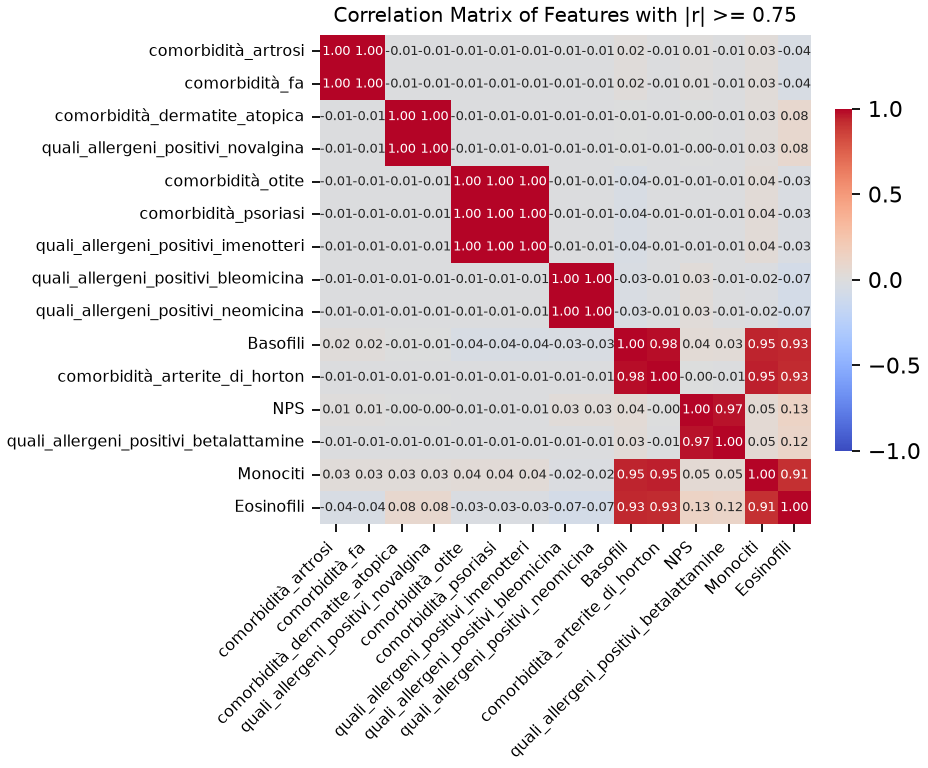 Correlation Matrix of Features with |r| >= 0.75
comorbidità_artrosi 1.00 1.00 -0.01 -0.01 -0.01 -0.01 -0.01 -0.01 -0.01 0.02 -0.01 0.01 -0.01 0.03 -0.04
comorbidità_fa 1.00 1.00 -0.01 -0.01 -0.01 -0.01 -0.01 -0.01 -0.01 0.02 -0.01 0.01 -0.01 0.03 -0.04
comorbidità_dermatite_atopica -0.01 -0.01 1.00 1.00 -0.01 -0.01 -0.01 -0.01 -0.01 -0.01 -0.01 -0.00 -0.01 0.03 0.08
quali_allergeni_positivi_novalgina -0.01 -0.01 1.00 1.00 -0.01 -0.01 -0.01 -0.01 -0.01 -0.01 -0.01 -0.00 -0.01 0.03 0.08
comorbidità_otite -0.01 -0.01 -0.01 -0.01 1.00 1.00 1.00 -0.01 -0.01 -0.04 -0.01 -0.01 -0.01 0.04 -0.03
comorbidità_psoriasi -0.01 -0.01 -0.01 -0.01 1.00 1.00 1.00 -0.01 -0.01 -0.04 -0.01 -0.01 -0.01 0.04 -0.03
quali_allergeni_positivi_imenotteri -0.01 -0.01 -0.01 -0.01 1.00 1.00 1.00 -0.01 -0.01 -0.04 -0.01 -0.01 -0.01 0.04 -0.03
quali_allergeni_positivi_bleomicina -0.01 -0.01 -0.01 -0.01 -0.01 -0.01 -0.01 1.00 1.00 -0.03 -0.01 0.03 -0.01 -0.02 -0.07
quali_allergeni_positivi_neomicina -0.01 -0.01 -0.01 -0.01 -0.01 -0.01 -0.01 1.00 1.00 -0.03 -0.01 0.03 -0.01 -0.02 -0.07
Basofili 0.02 0.02 -0.01 -0.01 -0.04 -0.04 -0.04 -0.03 -0.03 1.00 0.98 0.04 0.03 0.95 0.93
comorbidità_arterite_di_horton -0.01 -0.01 -0.01 -0.01 -0.01 -0.01 -0.01 -0.01 -0.01 0.98 1.00 -0.00 -0.01 0.95 0.93
NPS 0.01 0.01 -0.00 -0.00 -0.01 -0.01 -0.01 0.03 0.03 0.04 -0.00 1.00 0.97 0.05 0.13
quali_allergeni_positivi_betalattamine -0.01 -0.01 -0.01 -0.01 -0.01 -0.01 -0.01 -0.01 -0.01 0.03 -0.01 0.97 1.00 0.05 0.12
Monociti 0.03 0.03 0.03 0.03 0.04 0.04 0.04 -0.02 -0.02 0.95 0.95 0.05 0.05 1.00 0.91
Eosinofili -0.04 -0.04 0.08 0.08 -0.03 -0.03 -0.03 -0.07 -0.07 0.93 0.93 0.13 0.12 0.91 1.00
comorbidità_artrosi
comorbidità_fa
comorbidità_dermatite_atopica
quali_allergeni_positivi_novalgina
comorbidità_otite
comorbidità_psoriasi
quali_allergeni_positivi_imenotteri
quali_allergeni_positivi_bleomicina
quali_allergeni_positivi_neomicina
Basofili
comorbidità_arterite_di_horton
NPS
quali_allergeni_positivi_betalattamine
Monociti
Eosinofili
1.0
0.5
0.0
−0.5
−1.0